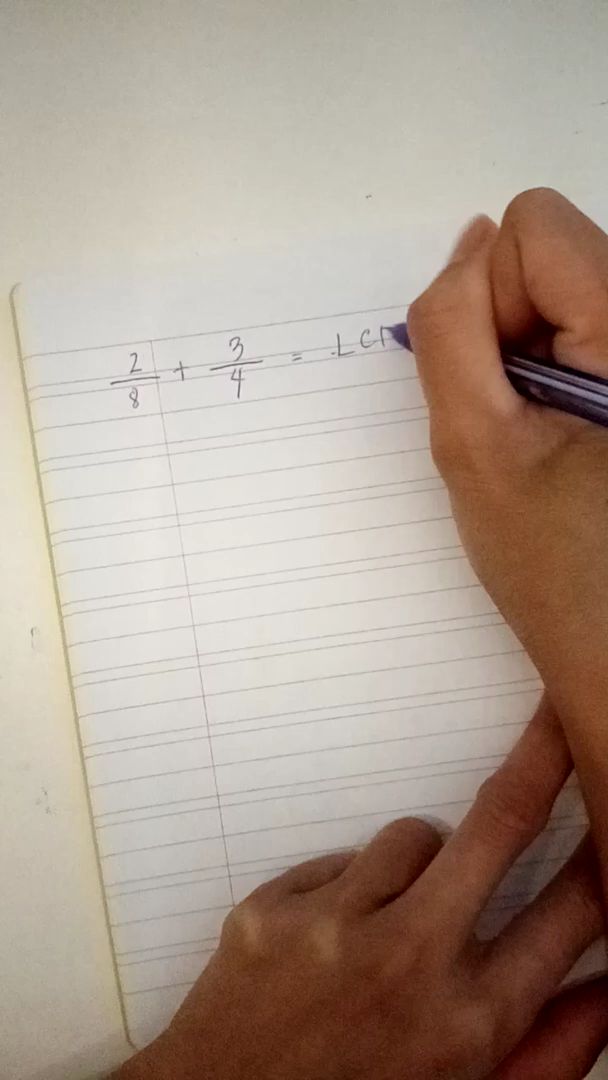 2/8 + 3/4 = LC